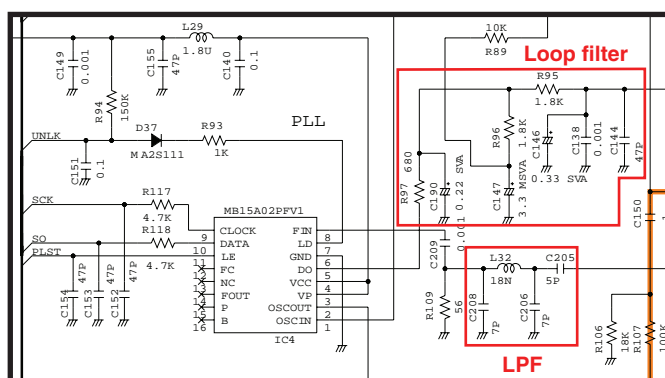 L29
1.8U
C149
0.001
C155
47P
C140
0.1
10K
R89
Loop filter
R95
1.8K
R94
150K
UNLK
D37
MA2S111
R93
1K
PLL
C151
0.1
R96
1.8K
C146
0.33 SVA
C138
0.001
C144
47P
680
R97
C190
0.22 SVA
C147
3.3 MSVA
SCK
R117
4.7K
SO
R118
4.7K
PLST
MB15A02PFV1
CLOCK
DATA
LE
FC
NC
FOUT
P
B
FIN
LD
GND
DO
VCC
VP
OSCOUT
OSCIN
9
10
11
12
13
14
15
16
8
7
6
5
4
3
2
1
IC4
C154
47P
C153
47P
C152
47P
C209
0.001
R109
56
L32
18N
C205
5P
C208
7P
C206
7P
LPF
C150
R106
18K
R107
100K